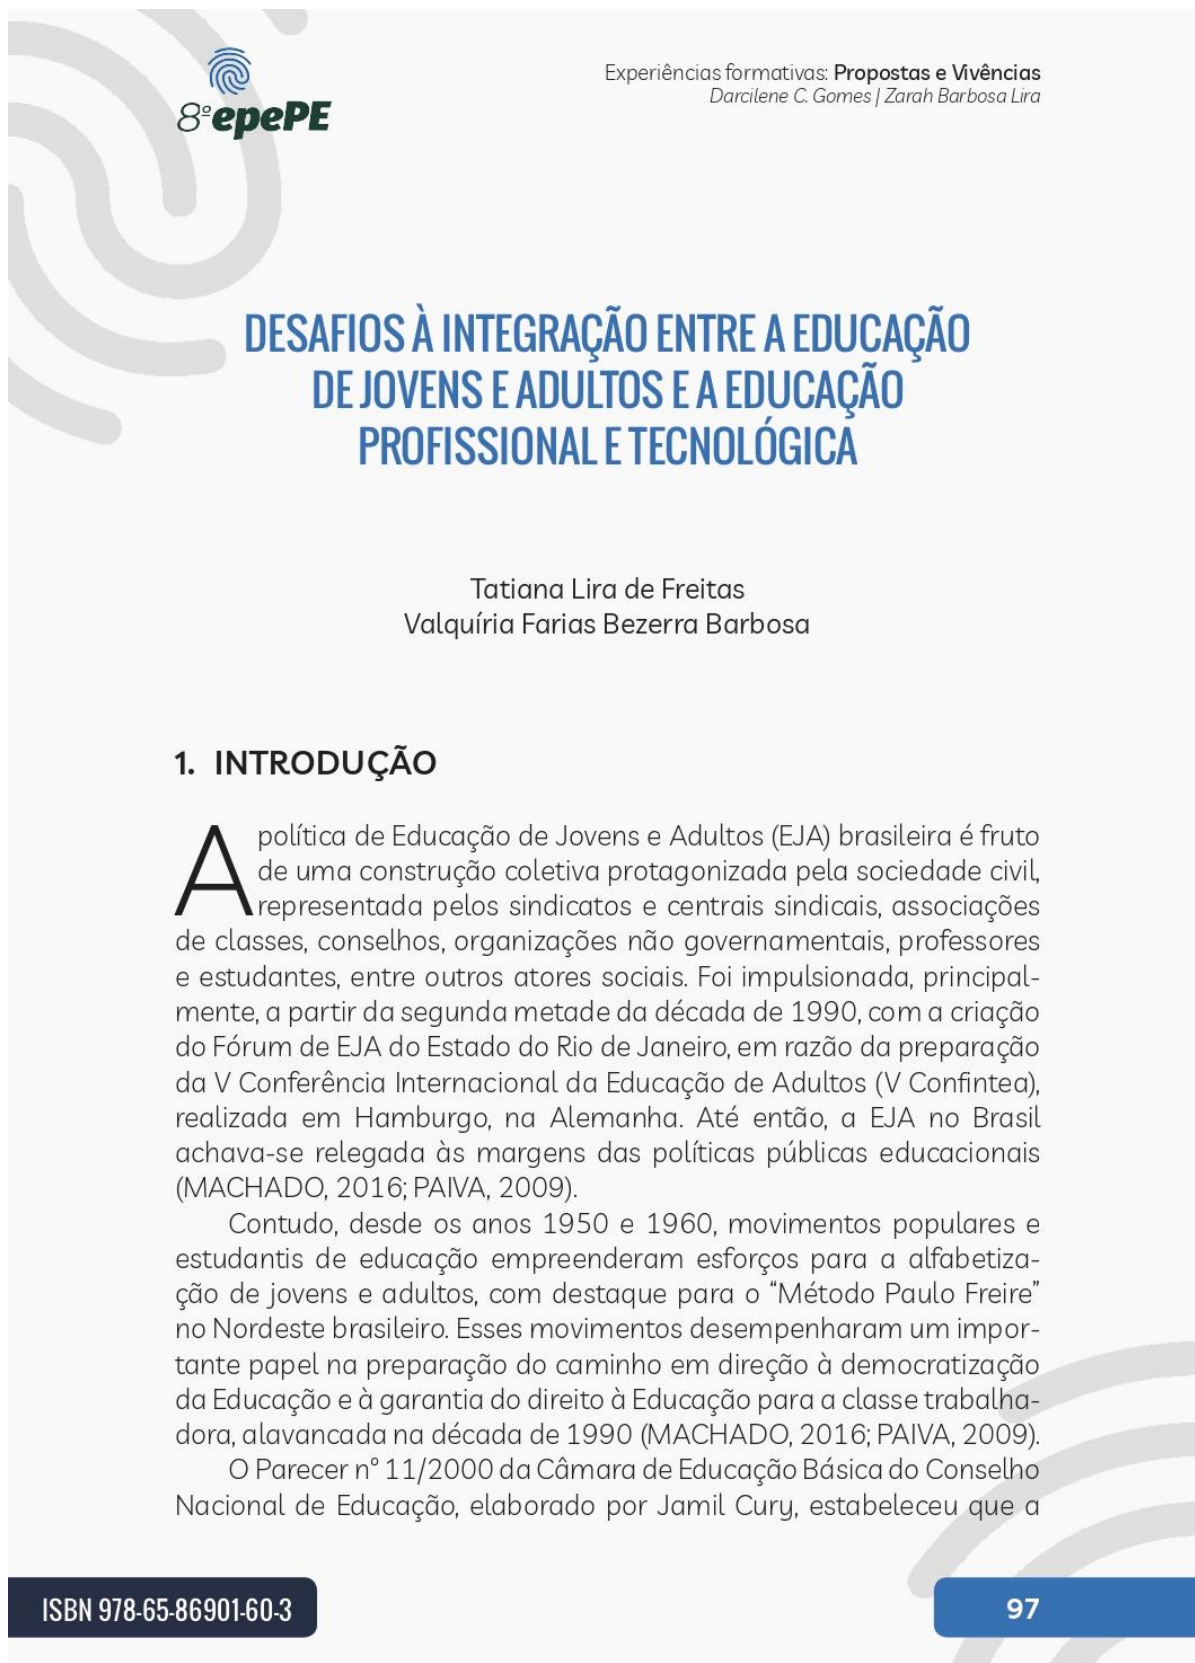 8º epePE
Experiências formativas: Propostas e Vivências
Darcilene C. Gomes | Zarah Barbosa Lira
DESAFIOS À INTEGRAÇÃO ENTRE A EDUCAÇÃO
DE JOVENS E ADULTOS E A EDUCAÇÃO
PROFISSIONAL E TECNOLÓGICA
Tatiana Lira de Freitas
Valquíria Farias Bezerra Barbosa
1. INTRODUÇÃO
A política de Educação de Jovens e Adultos (EJA) brasileira é fruto
de uma construção coletiva protagonizada pela sociedade civil,
representada pelos sindicatos e centrais sindicais, associações
de classes, conselhos, organizações não governamentais, professores
e estudantes, entre outros atores sociais. Foi impulsionada, principal-
mente, a partir da segunda metade da década de 1990, com a criação
do Fórum de EJA do Estado do Rio de Janeiro, em razão da preparação
da V Conferência Internacional da Educação de Adultos (V Confintea),
realizada em Hamburgo, na Alemanha. Até então, a EJA no Brasil
achava-se relegada às margens das políticas públicas educacionais
(MACHADO, 2016; PAIVA, 2009).
Contudo, desde os anos 1950 e 1960, movimentos populares e
estudantis de educação empreenderam esforços para a alfabetiza-
ção de jovens e adultos, com destaque para o “Método Paulo Freire”
no Nordeste brasileiro. Esses movimentos desempenharam um impor-
tante papel na preparação do caminho em direção à democratização
da Educação e à garantia do direito à Educação para a classe trabalha-
dora, alavancada na década de 1990 (MACHADO, 2016; PAIVA, 2009).
O Parecer nº 11/2000 da Câmara de Educação Básica do Conselho
Nacional de Educação, elaborado por Jamil Cury, estabeleceu que a
ISBN 978-65-86901-60-3
97